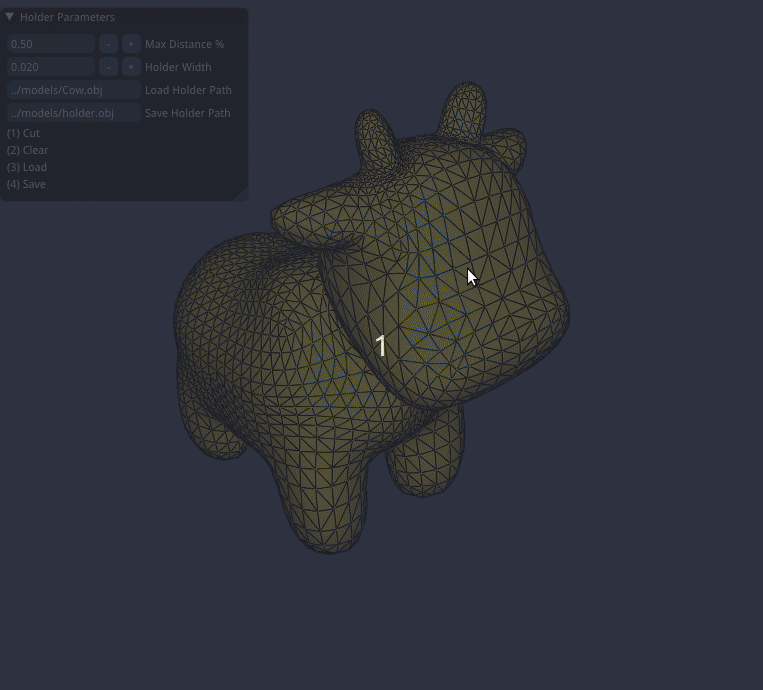 Holder Parameters
0.50 - + Max Distance %
0.020 - + Holder Width
../models/Cow.obj Load Holder Path
../models/holder.obj Save Holder Path
(1) Cut
(2) Clear
(3) Load
(4) Save
1